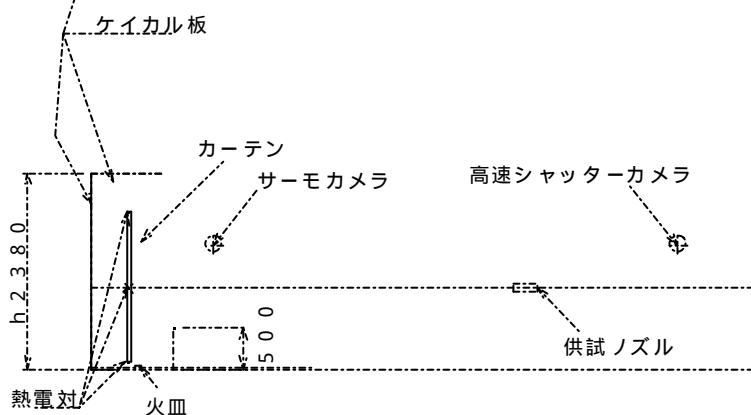 ケイカル板
カーテン
サーモカメラ
高速シャッターカメラ
h2380
500
供試ノズル
熱電対
火皿